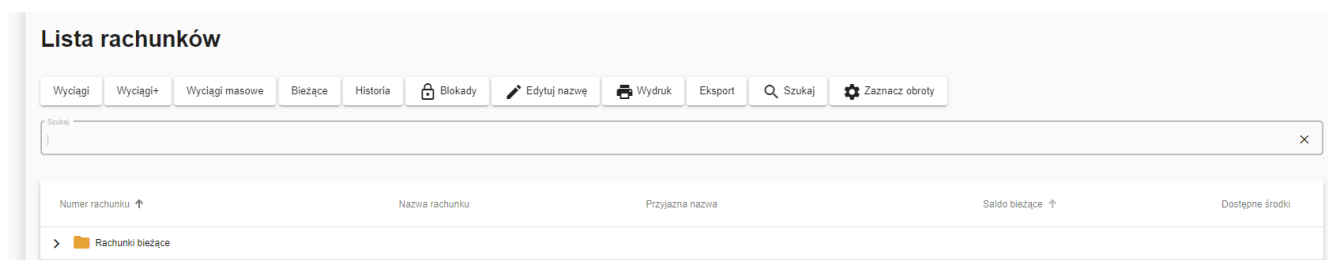 Lista rachunków
Wyciągi Wyciągi+ Wyciągi masowe Bieżące Historia Blokady Edytuj nazwę Wydruk Eksport Szukaj Zaznacz obroty
Szukaj
Numer rachunku Nazwa rachunku Przyjazna nazwa Saldo bieżące Dostępne środki
Rachunki bieżące